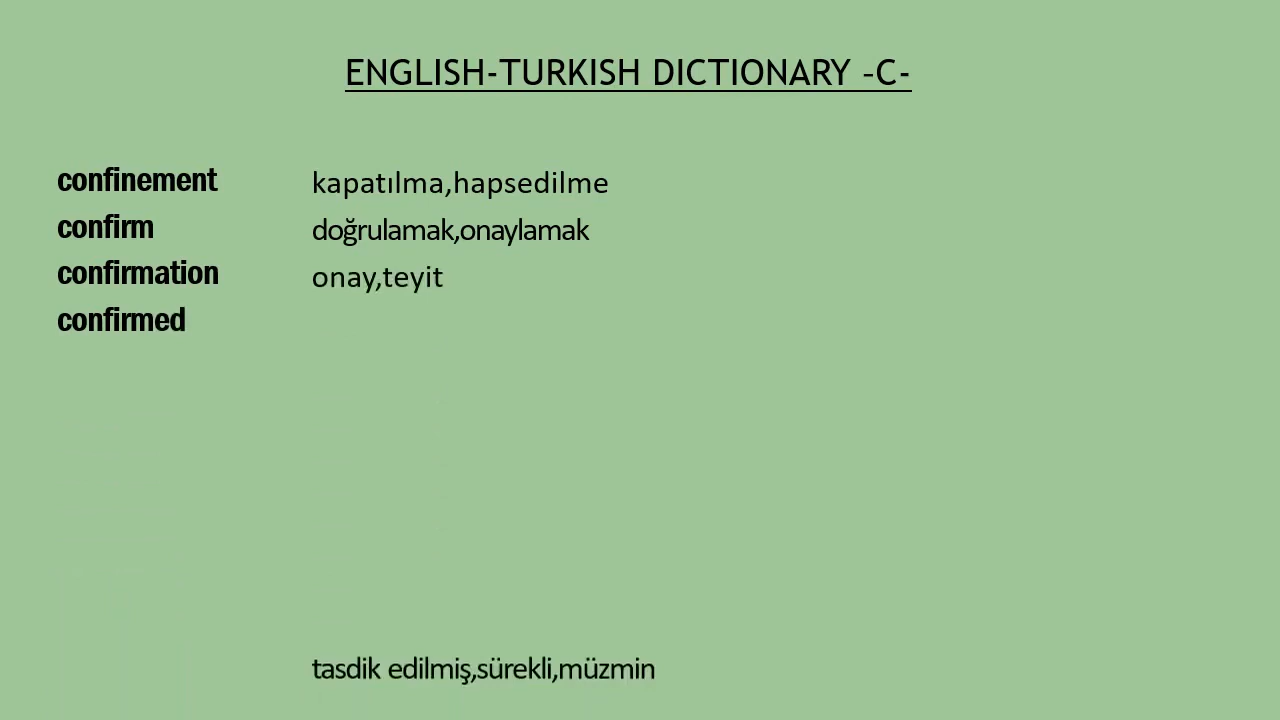 ENGLISH-TURKISH DICTIONARY –C-
confinement kapatılma,hapsedilme
confirm doğrulamak,onaylamak
confirmation onay,teyit
confirmed
tasdik edilmiş,sürekli,müzmin